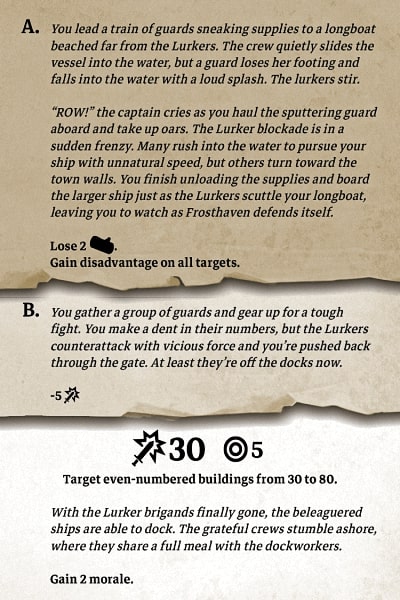 A. You lead a train of guards sneaking supplies to a longboat
beached far from the Lurkers. The crew quietly slides the
vessel into the water, but a guard loses her footing and
falls into the water with a loud splash. The lurkers stir.
“ROW!” the captain cries as you haul the sputtering guard
aboard and take up oars. The Lurker blockade is in a
sudden frenzy. Many rush into the water to pursue your
ship with unnatural speed, but others turn toward the
town walls. You finish unloading the supplies and board
the larger ship just as the Lurkers scuttle your longboat,
leaving you to watch as Frosthaven defends itself.
Lose 2 .
Gain disadvantage on all targets.
B. You gather a group of guards and gear up for a tough
fight. You make a dent in their numbers, but the Lurkers
counterattack with vicious force and you’re pushed back
through the gate. At least they’re off the docks now.
-5
30 5
Target even-numbered buildings from 30 to 80.
With the Lurker brigands finally gone, the beleaguered
ships are able to dock. The grateful crews stumble ashore,
where they share a full meal with the dockworkers.
Gain 2 morale.